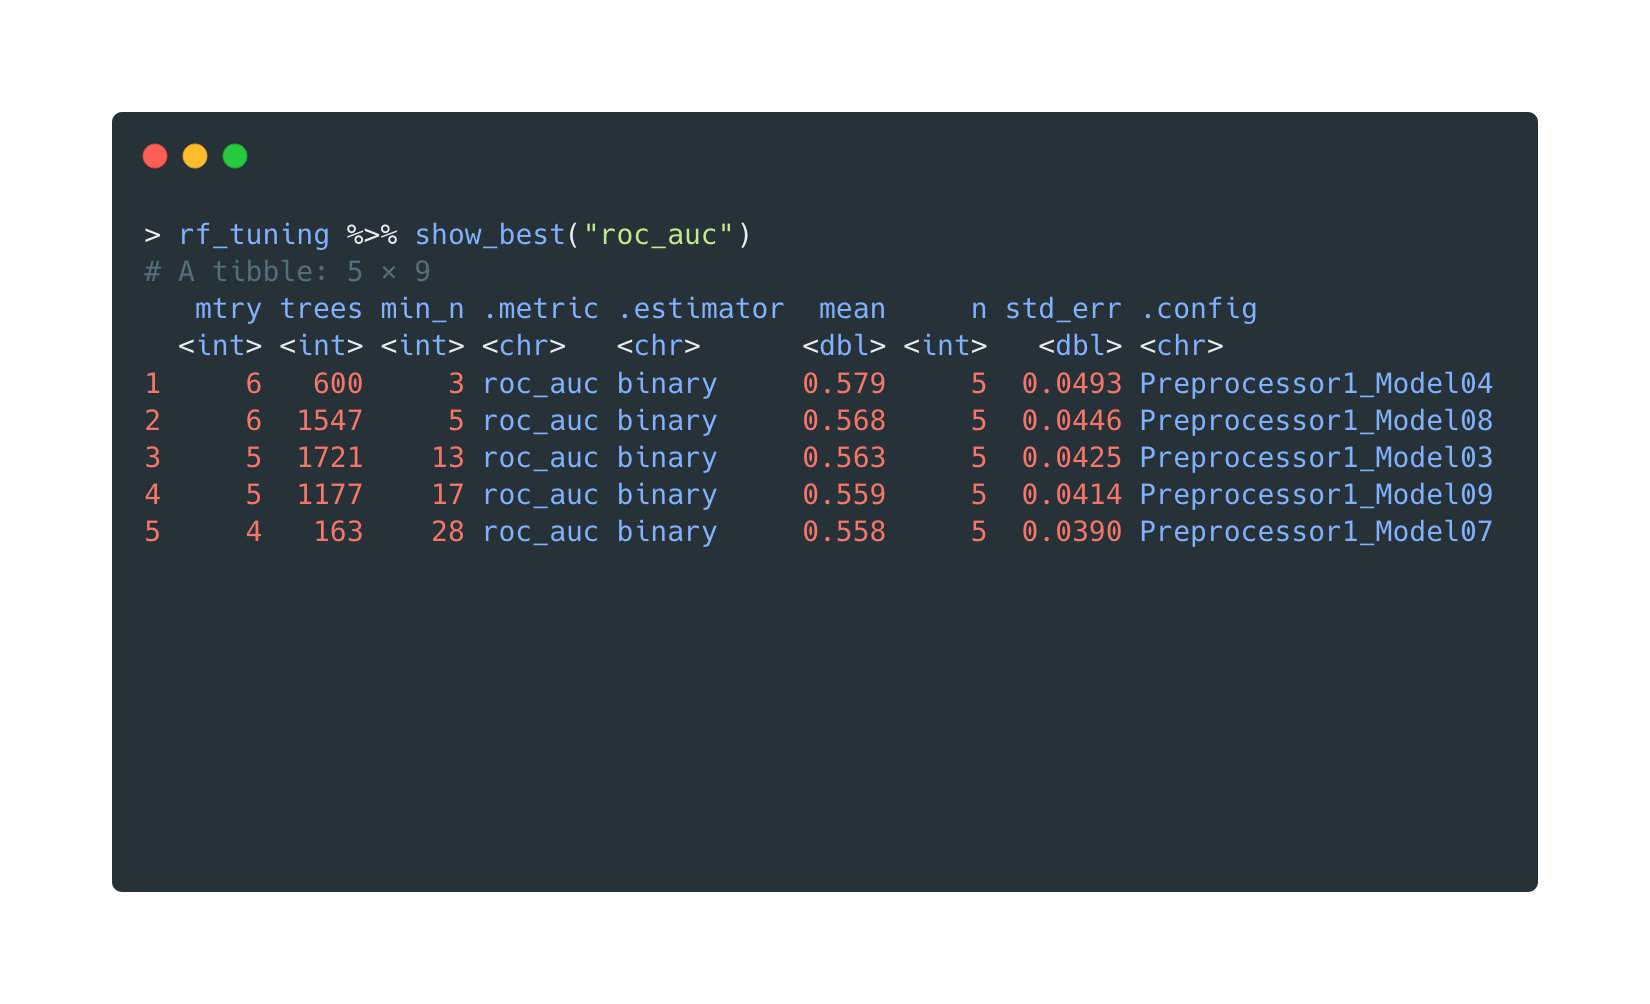 > rf_tuning %>% show_best("roc_auc")
# A tibble: 5 × 9
   mtry trees min_n .metric .estimator  mean     n std_err .config
  <int> <int> <int> <chr>   <chr>      <dbl> <int>   <dbl> <chr>
1     6   600     3 roc_auc binary     0.579     5  0.0493 Preprocessor1_Model04
2     6  1547     5 roc_auc binary     0.568     5  0.0446 Preprocessor1_Model08
3     5  1721    13 roc_auc binary     0.563     5  0.0425 Preprocessor1_Model03
4     5  1177    17 roc_auc binary     0.559     5  0.0414 Preprocessor1_Model09
5     4   163    28 roc_auc binary     0.558     5  0.0390 Preprocessor1_Model07